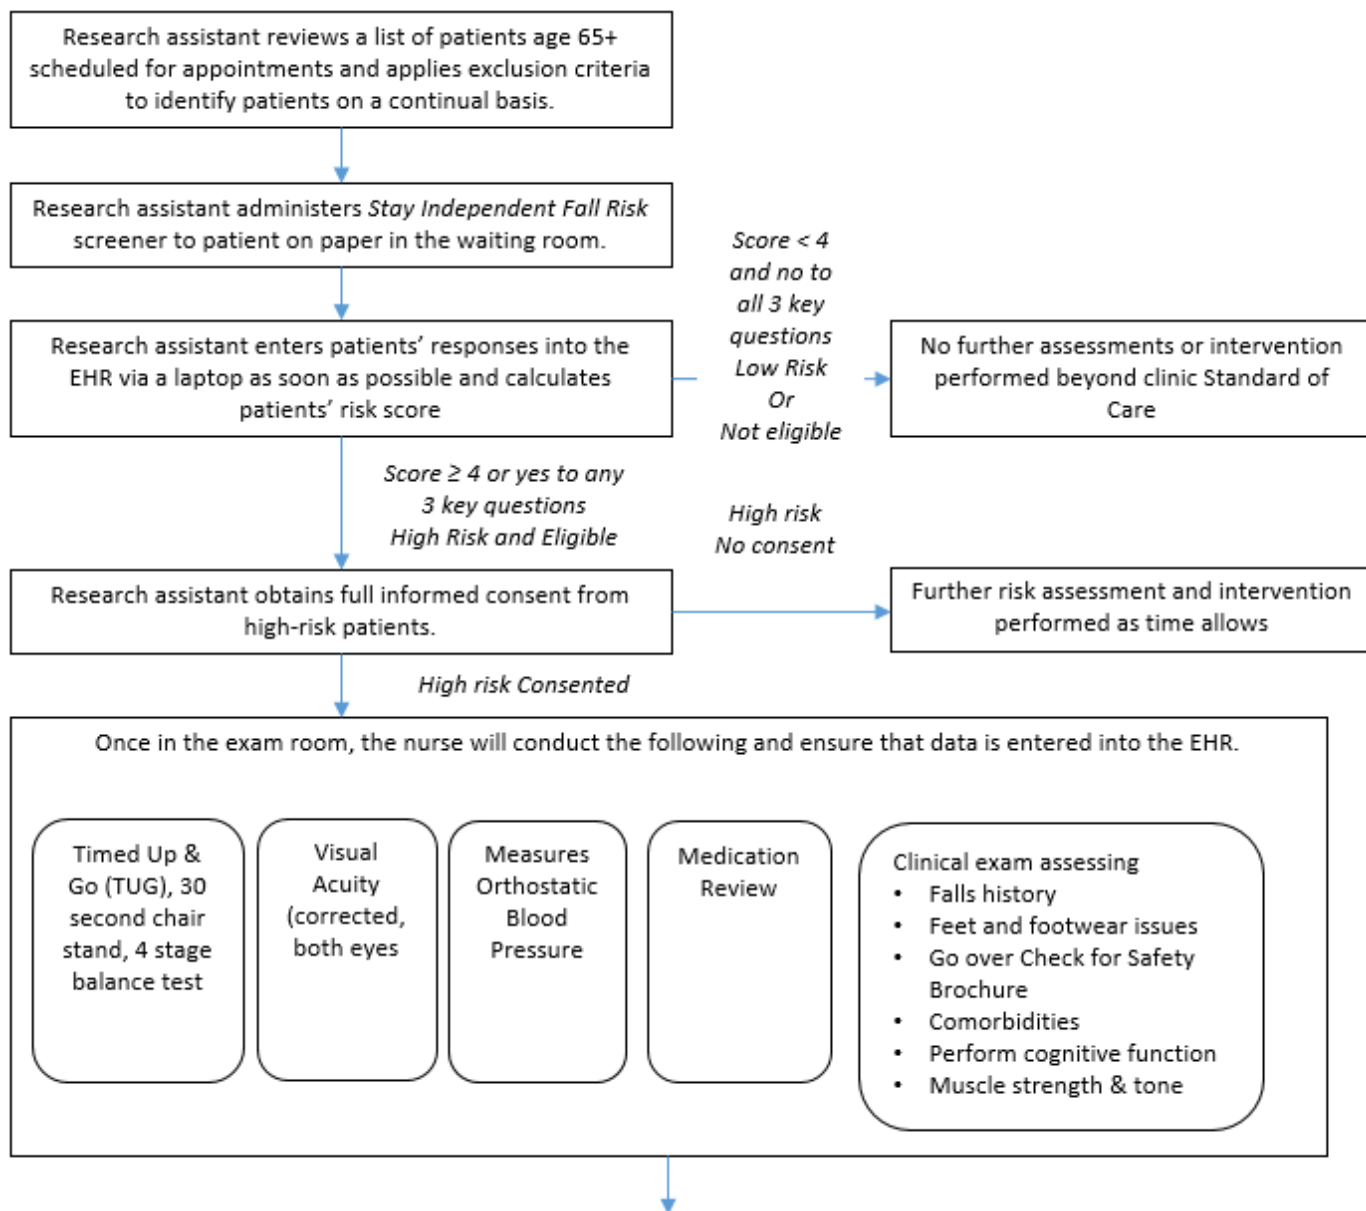 Research assistant reviews a list of patients age 65+
scheduled for appointments and applies exclusion criteria
to identify patients on a continual basis.
Research assistant administers Stay Independent Fall Risk
screener to patient on paper in the waiting room.
Score < 4
and no to
all 3 key
questions
Low Risk
Or
Not eligible
Research assistant enters patients’ responses into the
EHR via a laptop as soon as possible and calculates
patients’ risk score
No further assessments or intervention
performed beyond clinic Standard of
Care
Score ≥ 4 or yes to any
3 key questions
High Risk and Eligible
High risk
No consent
Research assistant obtains full informed consent from
high-risk patients.
Further risk assessment and intervention
performed as time allows
High risk Consented
Once in the exam room, the nurse will conduct the following and ensure that data is entered into the EHR.
Timed Up &
Go (TUG), 30
second chair
stand, 4 stage
balance test
Visual
Acuity
(corrected,
both eyes
Measures
Orthostatic
Blood
Pressure
Medication
Review
Clinical exam assessing
• Falls history
• Feet and footwear issues
• Go over Check for Safety
Brochure
• Comorbidities
• Perform cognitive function
• Muscle strength & tone